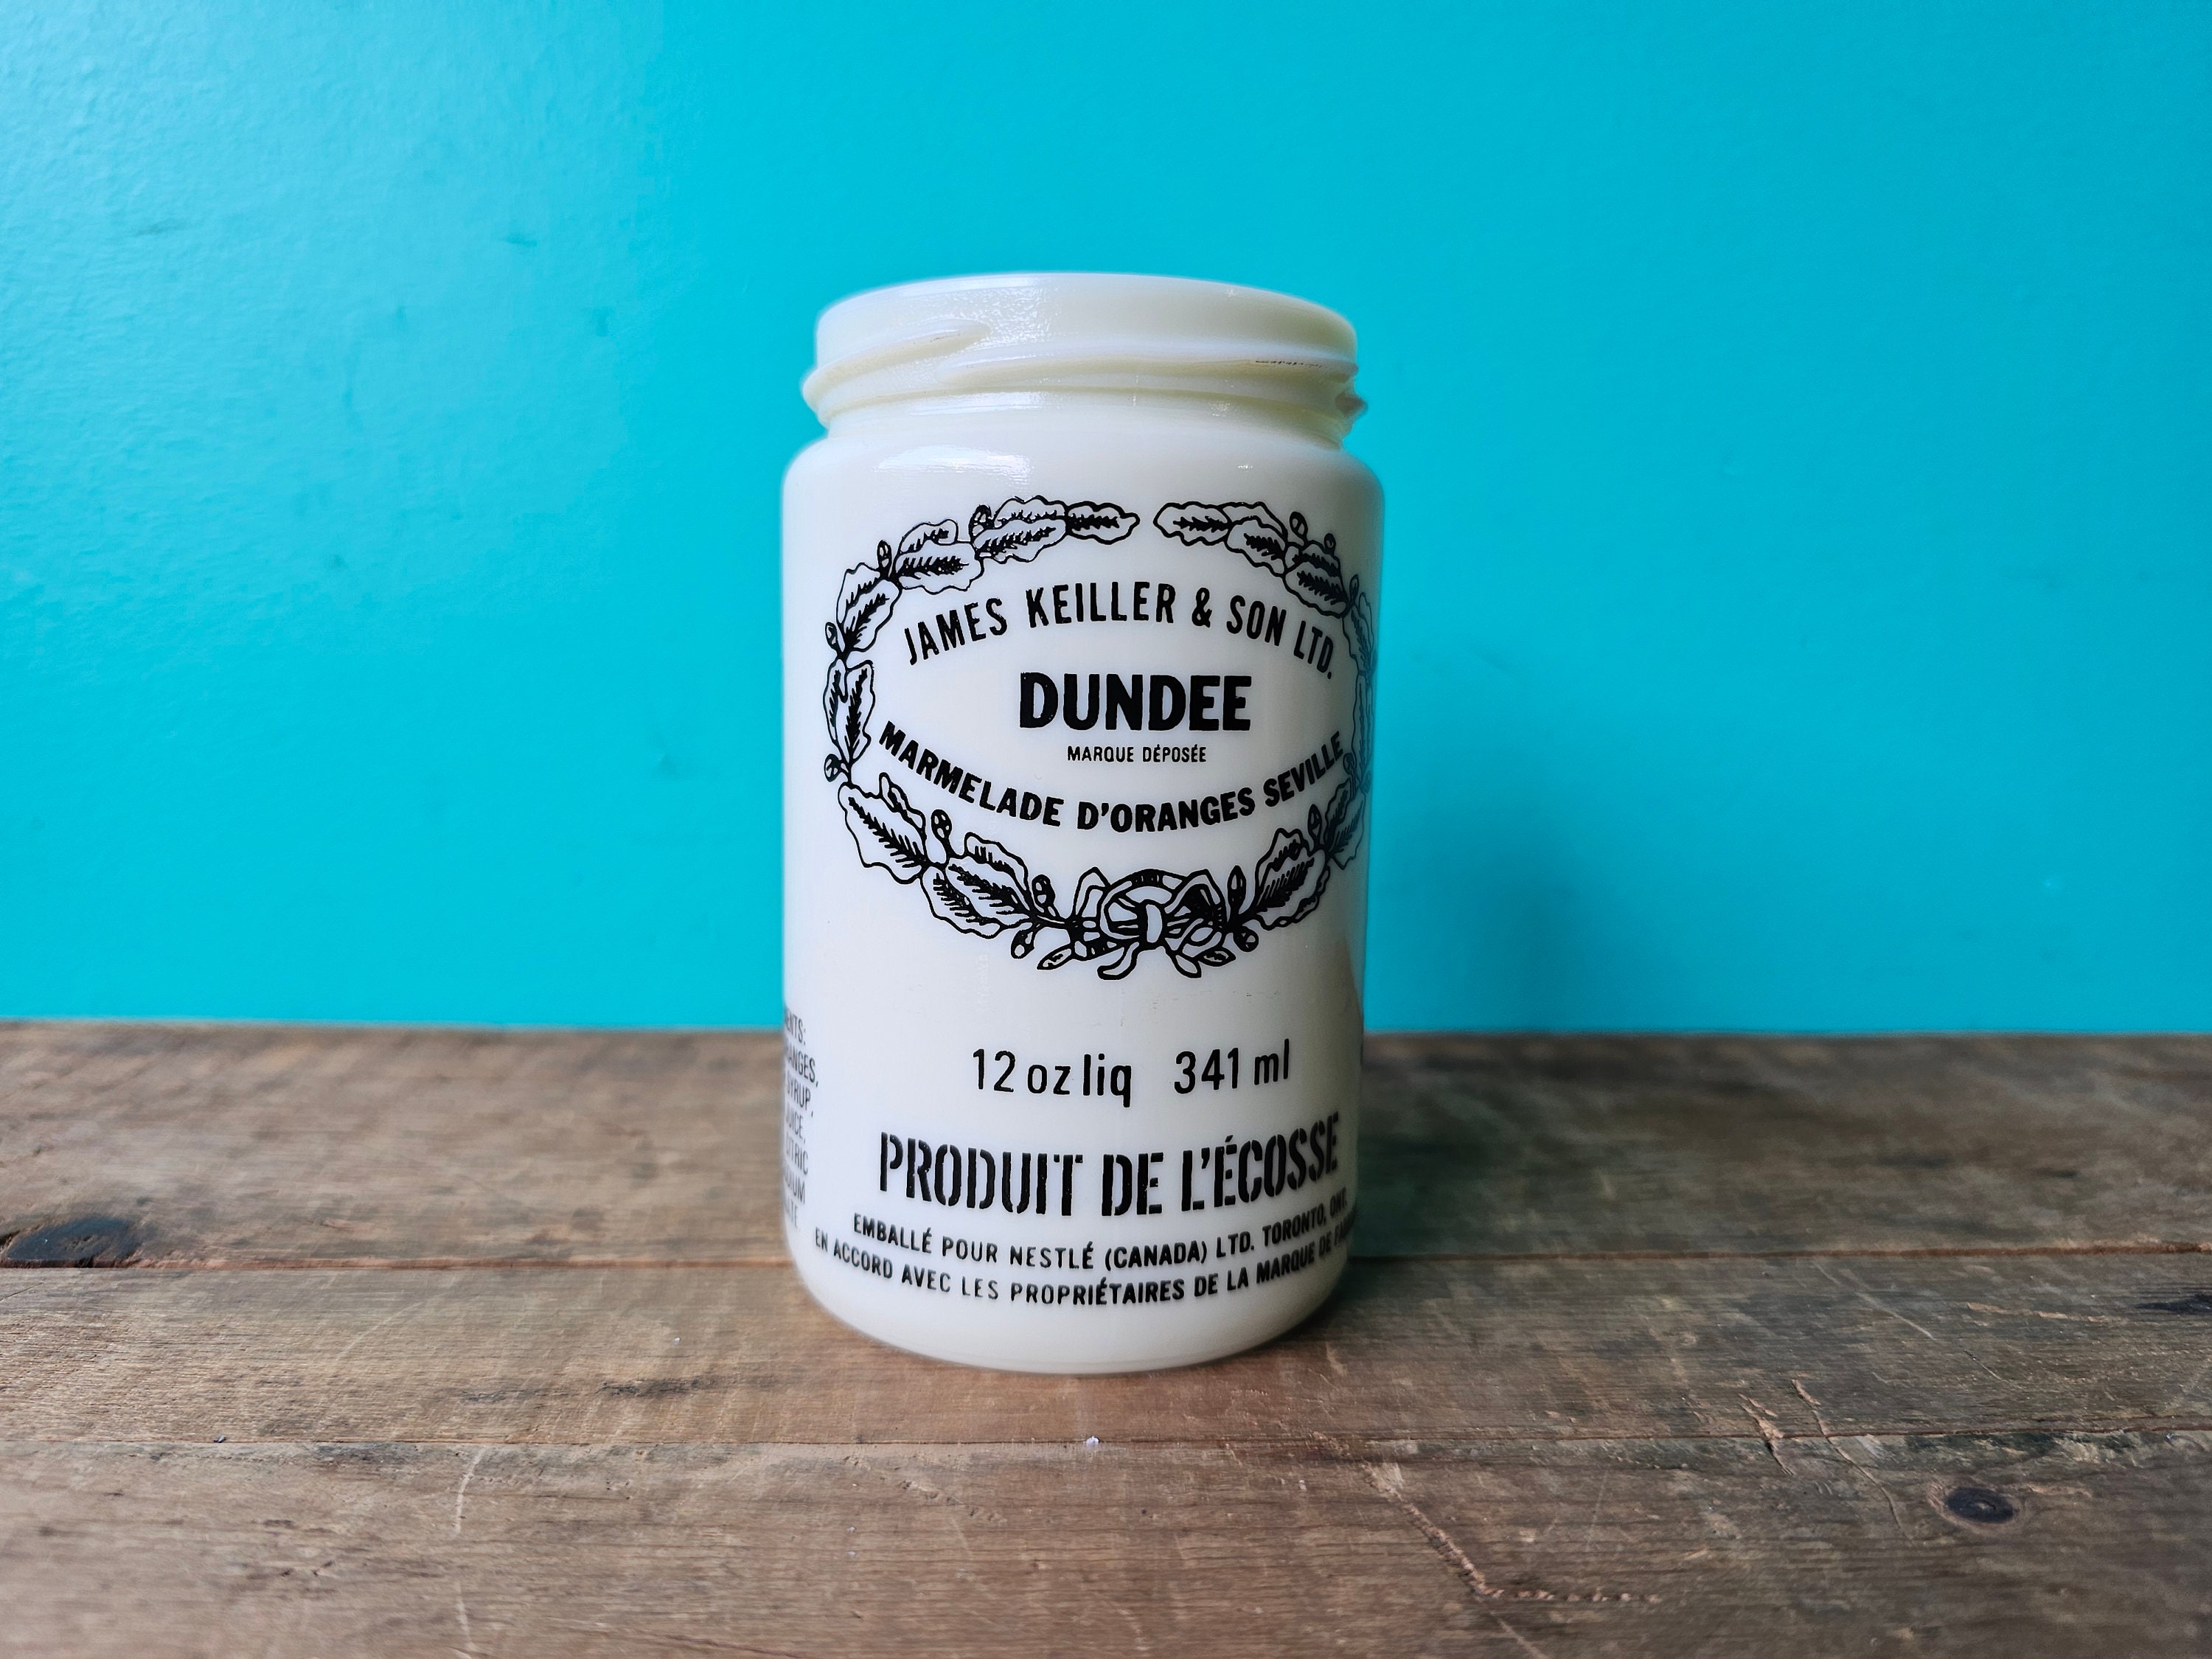 JAMES KEILLER & SON LTD.
DUNDEE
MARQUE DÉPOSÉE
MARMELADE D'ORANGES SEVILLE
12 oz liq 341 ml
PRODUIT DE L'ÉCOSSE
EMBALLÉ POUR NESTLÉ (CANADA) LTD. TORONTO, ONT.
EN ACCORD AVEC LES PROPRIÉTAIRES DE LA MARQUE DE
SYRUP,